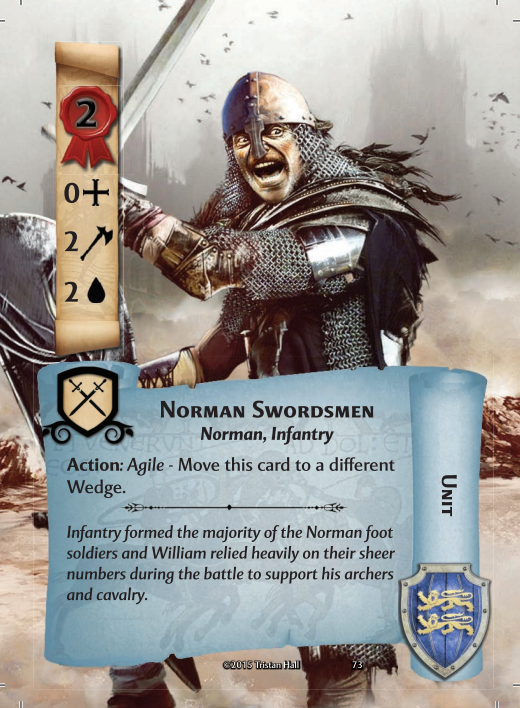 2
0
2
2
Norman Swordsmen
Norman, Infantry
Action: Agile - Move this card to a different
Wedge.
Infantry formed the majority of the Norman foot
soldiers and William relied heavily on their sheer
numbers during the battle to support his archers
and cavalry.
Unit
©2015 Tristan Hall 73